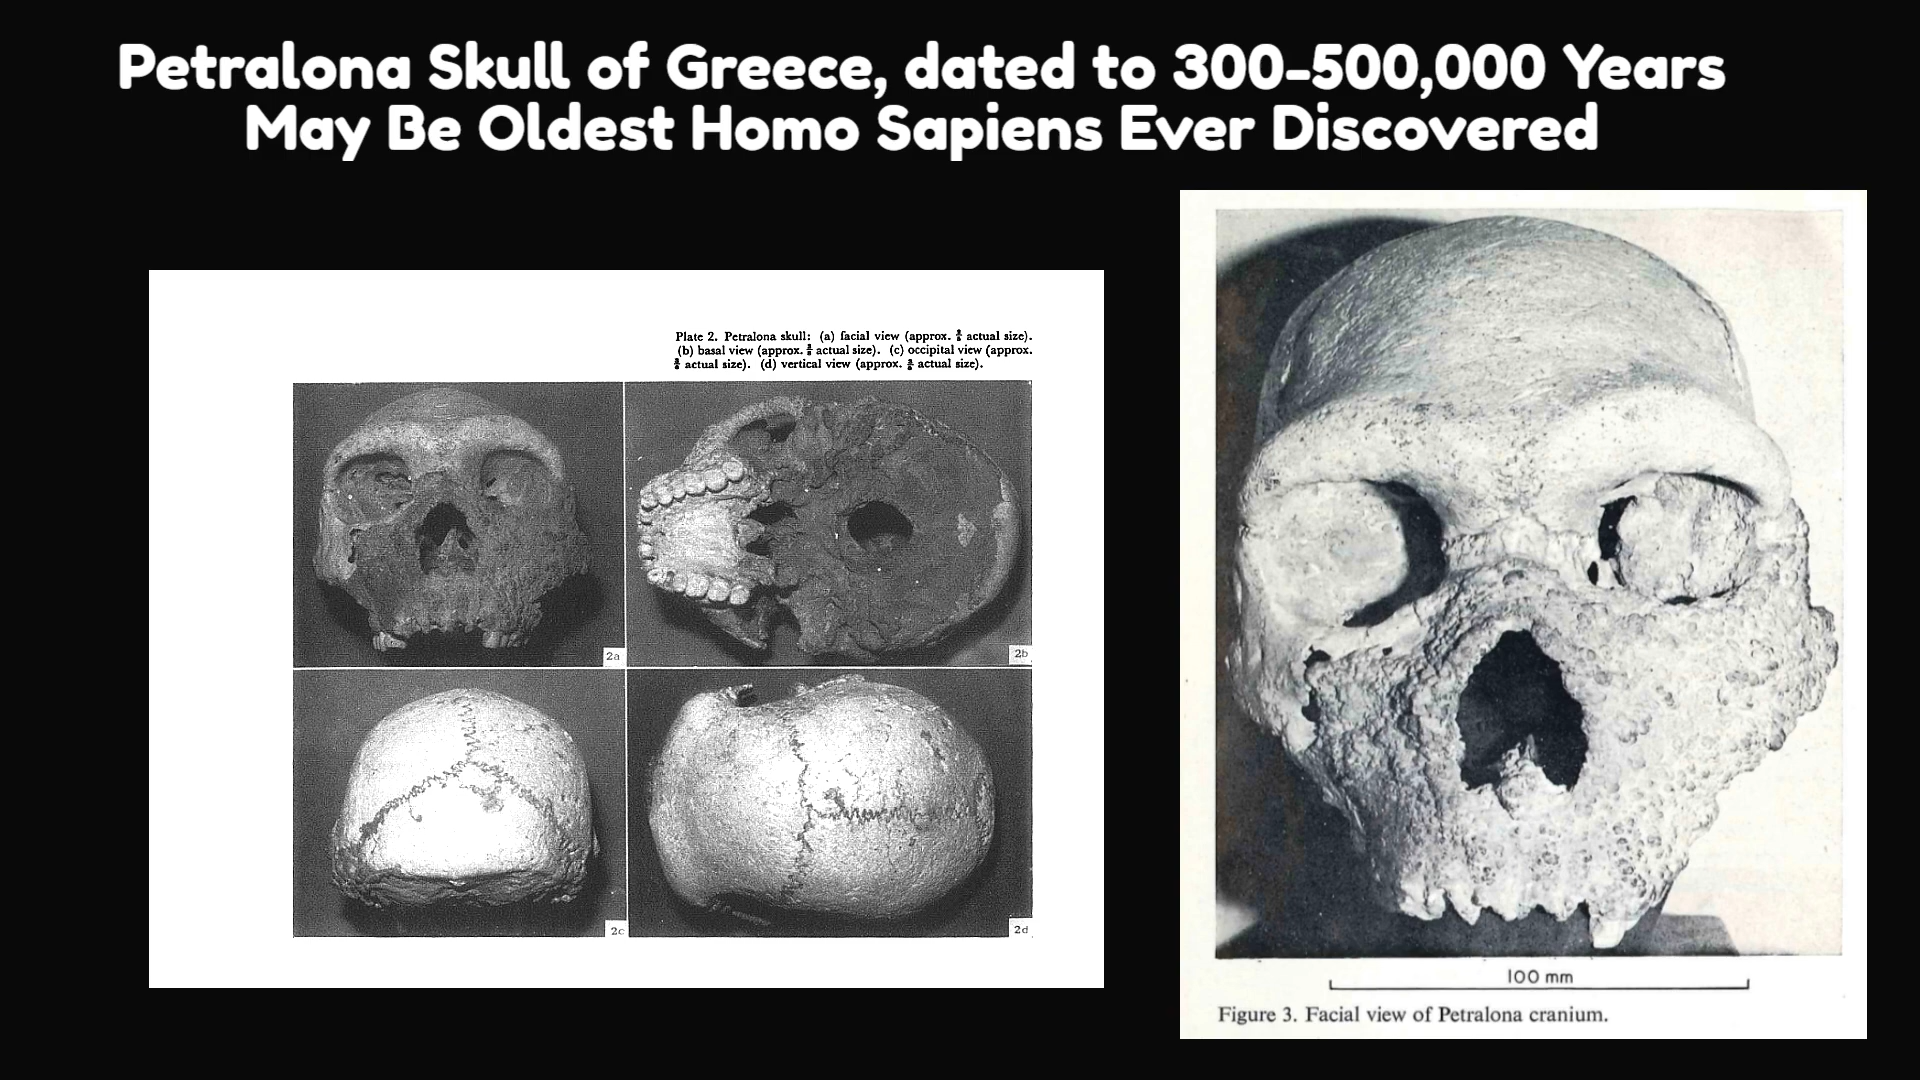 Petralona Skull of Greece, dated to 300-500,000 Years
May Be Oldest Homo Sapiens Ever Discovered
Plate 2. Petralona skull: (a) facial view (approx. actual size).
(b) basal view (approx. actual size). (c) occipital view (approx.
actual size). (d) vertical view (approx. actual size).
2a
2b
2c
2d
100 mm
Figure 3. Facial view of Petralona cranium.